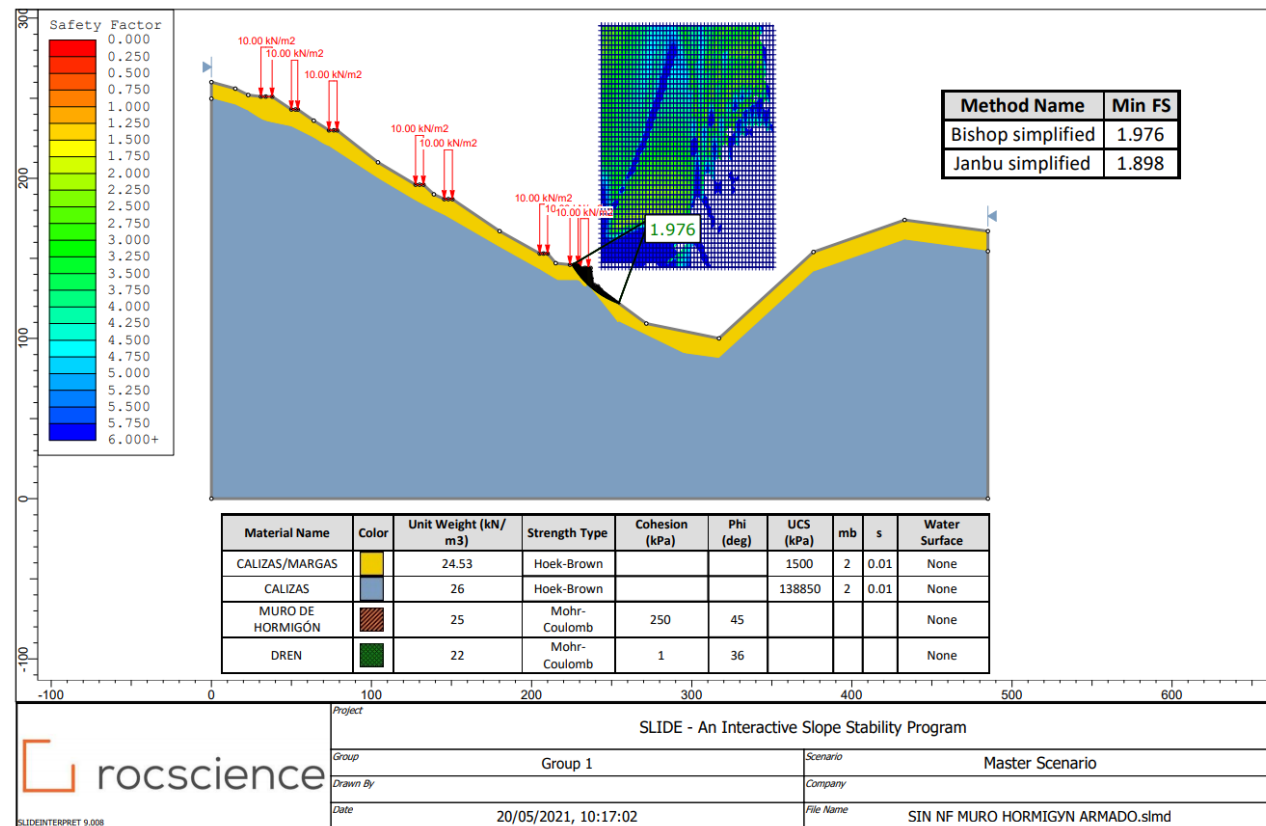 Safety Factor
0.000
0.250
0.500
0.750
1.000
1.250
1.500
1.750
2.000
2.250
2.500
2.750
3.000
3.250
3.500
3.750
4.000
4.250
4.500
4.750
5.000
5.250
5.500
5.750
6.000+
300
200
100
0
-100
10.00 kN/m2
10.00 kN/m2
10.00 kN/m2
10.00 kN/m2
10.00 kN/m2
10.00 kN/m2
10.00 kN/m2
1.976
Method Name Min FS
Bishop simplified 1.976
Janbu simplified 1.898
Material Name Color Unit Weight (kN/
m3) Strength Type Cohesion
(kPa) Phi
(deg) UCS
(kPa) mb s Water
Surface
CALIZAS/MARGAS 24.53 Hoek-Brown 1500 2 0.01 None
CALIZAS 26 Hoek-Brown 138850 2 0.01 None
MURO DE
HORMIGÓN 25 Mohr-
Coulomb 250 45 None
DREN 22 Mohr-
Coulomb 1 36 None
-100 0 100 200 300 400 500 600
rocscience
SLIDEINTERPRET 9.008
Project
SLIDE - An Interactive Slope Stability Program
Group
Group 1
Scenario
Master Scenario
Drawn By
Company
Date
20/05/2021, 10:17:02
File Name
SIN NF MURO HORMIGYN ARMADO.slmd